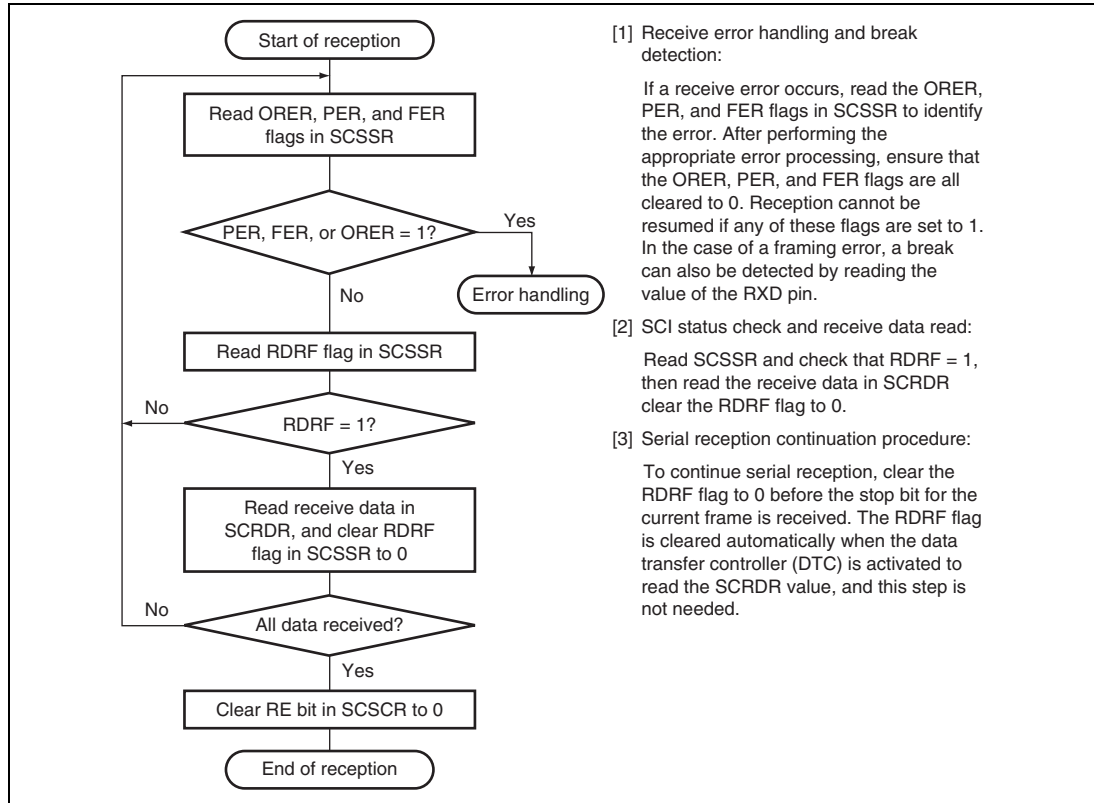 Start of reception
Read ORER, PER, and FER
flags in SCSSR
PER, FER, or ORER = 1?
Yes
No
Error handling
Read RDRF flag in SCSSR
No
RDRF = 1?
Yes
Read receive data in
SCRDR, and clear RDRF
flag in SCSSR to 0
No
All data received?
Yes
Clear RE bit in SCSCR to 0
End of reception
[1] Receive error handling and break
detection:
If a receive error occurs, read the ORER,
PER, and FER flags in SCSSR to identify
the error. After performing the
appropriate error processing, ensure that
the ORER, PER, and FER flags are all
cleared to 0. Reception cannot be
resumed if any of these flags are set to 1.
In the case of a framing error, a break
can also be detected by reading the
value of the RXD pin.
[2] SCI status check and receive data read:
Read SCSSR and check that RDRF = 1,
then read the receive data in SCRDR
clear the RDRF flag to 0.
[3] Serial reception continuation procedure:
To continue serial reception, clear the
RDRF flag to 0 before the stop bit for the
current frame is received. The RDRF flag
is cleared automatically when the data
transfer controller (DTC) is activated to
read the SCRDR value, and this step is
not needed.